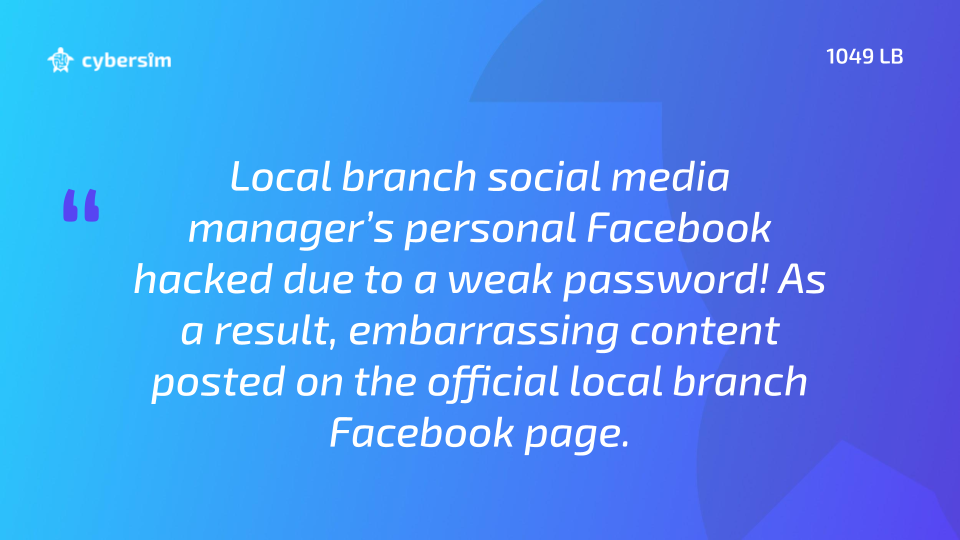 cybersim
1049 LB
“
Local branch social media
manager’s personal Facebook
hacked due to a weak password! As
a result, embarrassing content
posted on the official local branch
Facebook page.